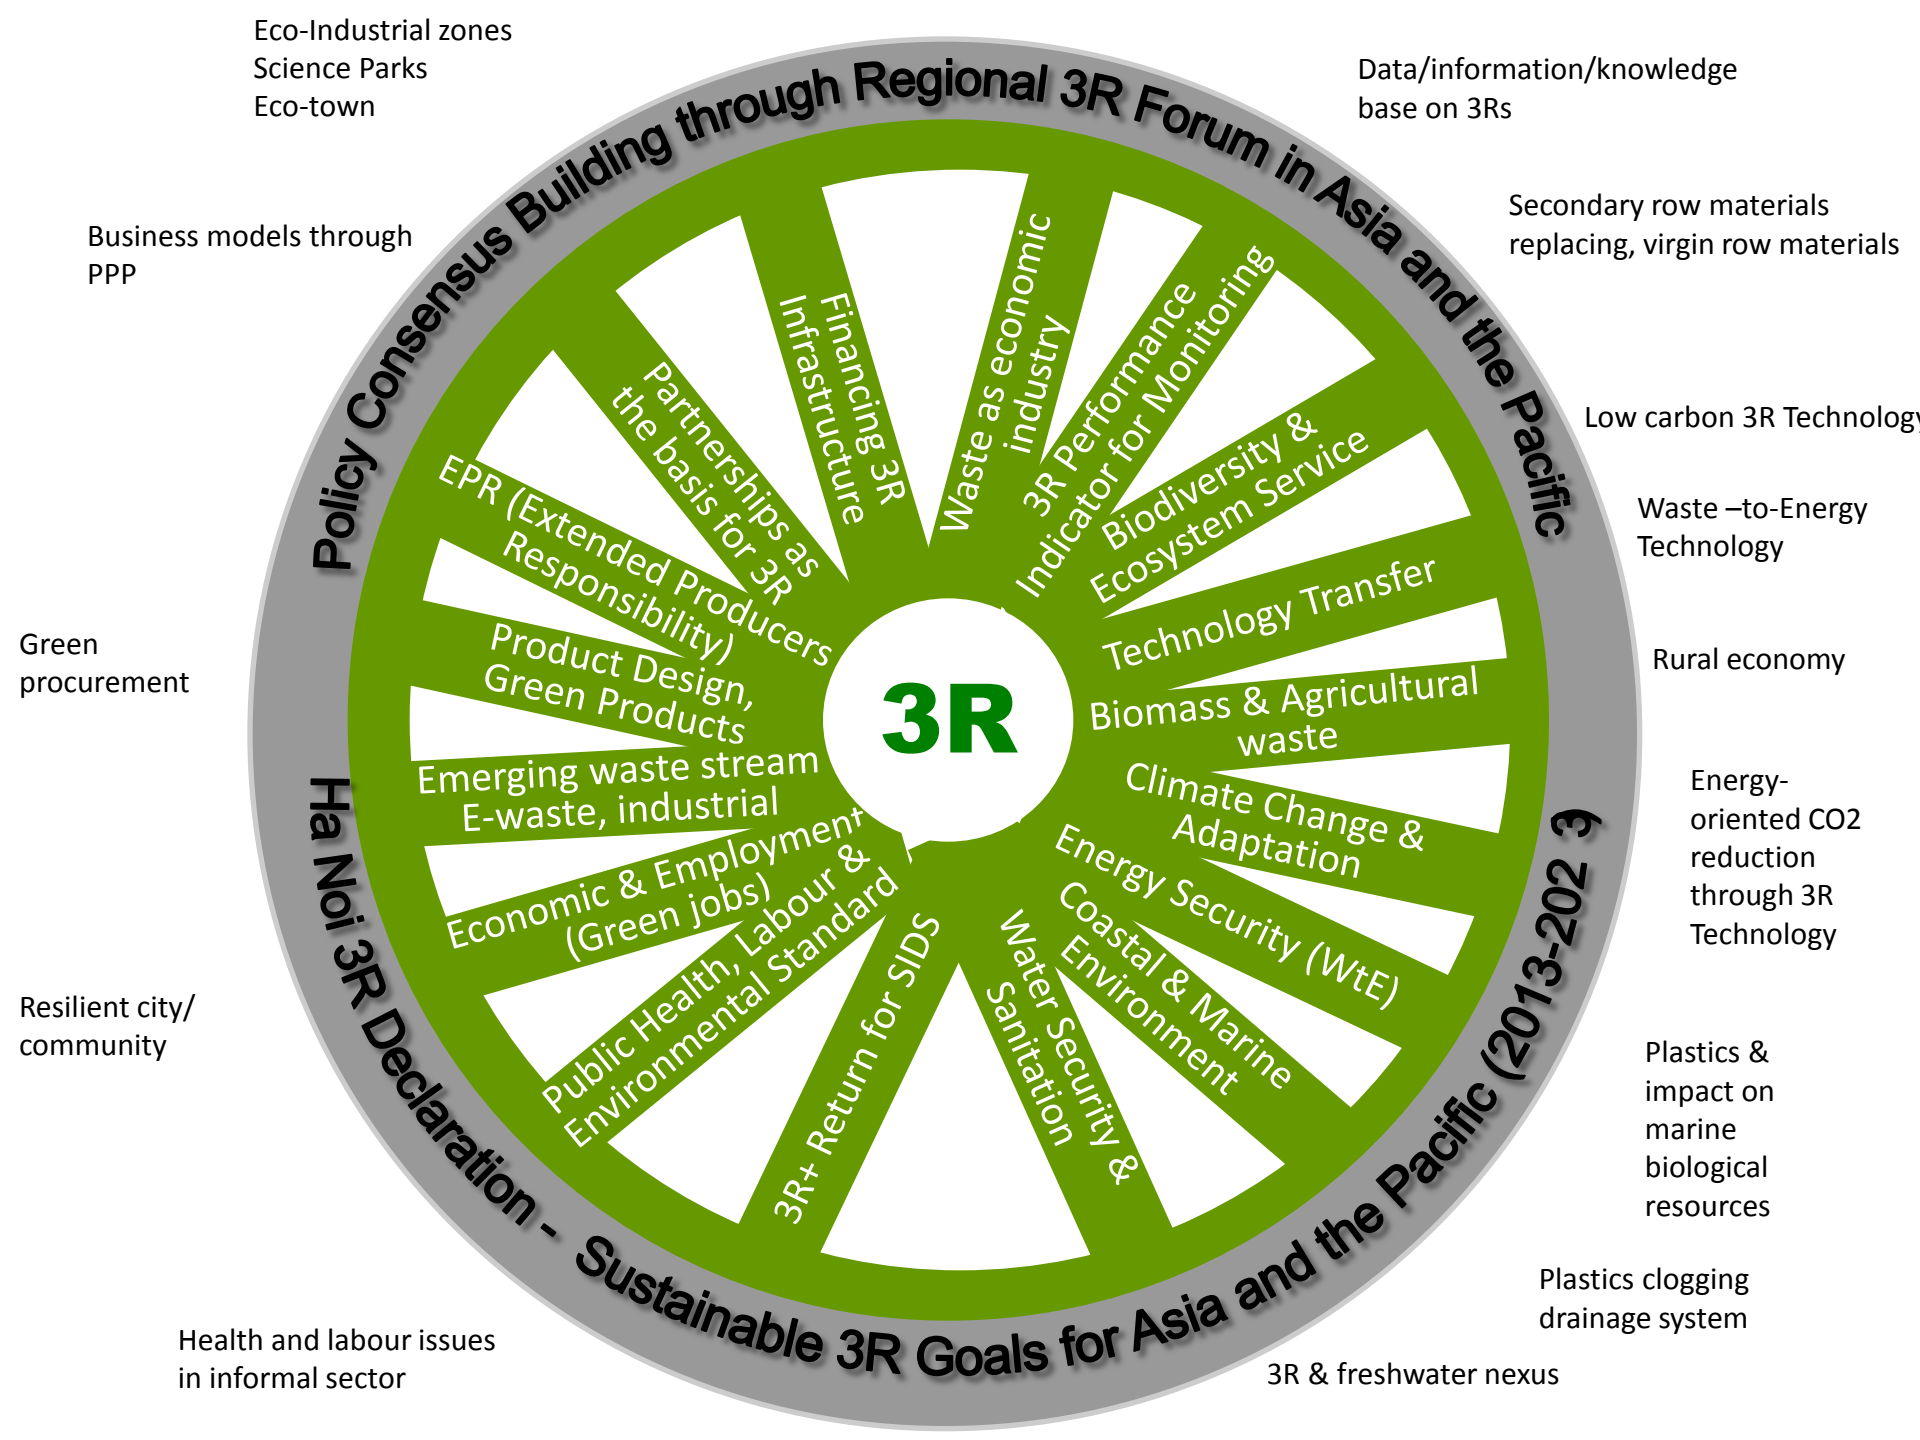 Eco-Industrial zones
Science Parks
Eco-town
Data/information/knowledge
base on 3Rs
Business models through
PPP
Secondary row materials
replacing, virgin row materials
Low carbon 3R Technology
Waste –to-Energy
Technology
Green
procurement
Rural economy
Energy-
oriented CO2
reduction
through 3R
Technology
Resilient city/
community
Plastics &
impact on
marine
biological
resources
Plastics clogging
drainage system
Health and labour issues
in informal sector
3R & freshwater nexus
Policy Consensus Building through Regional 3R Forum in Asia and the Pacific
Ha Noi 3R Declaration - Sustainable 3R Goals for Asia and the Pacific (2013-202 3)
Financing 3R
Infrastructure
Waste as economic
industry
3R Performance
Indicator for Monitoring
Biodiversity &
Ecosystem Service
Technology Transfer
Biomass & Agricultural
waste
Climate Change &
Adaptation
Energy Security (WtE)
Coastal & Marine
Environment
Water Security &
Sanitation
3R+ Return for SIDS
Public Health, Labour &
Environmental Standard
Economic & Employment
(Green jobs)
Emerging waste stream
E-waste, industrial
Product Design,
Green Products
EPR (Extended Producers
Responsibility)
Partnerships as
the basis for 3R
3R